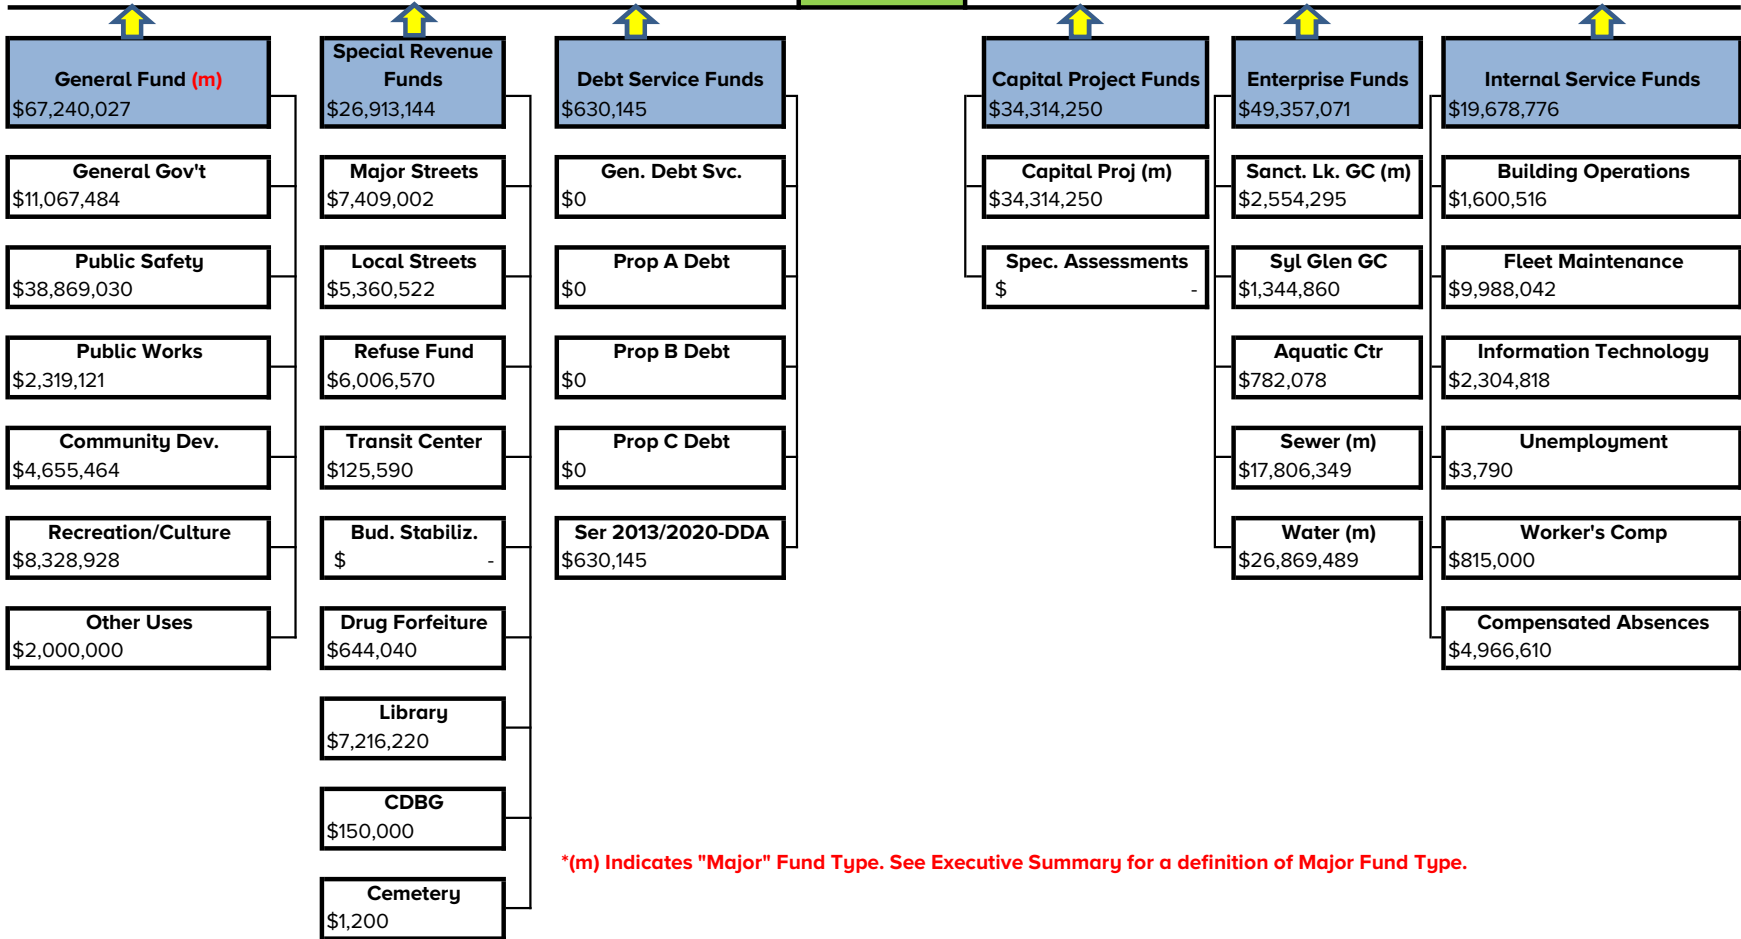 General Fund (m)
$67,240,027
General Gov't
$11,067,484
Public Safety
$38,869,030
Public Works
$2,319,121
Community Dev.
$4,655,464
Recreation/Culture
$8,328,928
Other Uses
$2,000,000
Special Revenue
Funds
$26,913,144
Major Streets
$7,409,002
Local Streets
$5,360,522
Refuse Fund
$6,006,570
Transit Center
$125,590
Bud. Stabiliz.
$ -
Drug Forfeiture
$644,040
Library
$7,216,220
CDBG
$150,000
Cemetery
$1,200
Debt Service Funds
$630,145
Gen. Debt Svc.
$0
Prop A Debt
$0
Prop B Debt
$0
Prop C Debt
$0
Ser 2013/2020-DDA
$630,145
Capital Project Funds
$34,314,250
Capital Proj (m)
$34,314,250
Spec. Assessments
$ -
Enterprise Funds
$49,357,071
Sanct. Lk. GC (m)
$2,554,295
Syl Glen GC
$1,344,860
Aquatic Ctr
$782,078
Sewer (m)
$17,806,349
Water (m)
$26,869,489
Internal Service Funds
$19,678,776
Building Operations
$1,600,516
Fleet Maintenance
$9,988,042
Information Technology
$2,304,818
Unemployment
$3,790
Worker's Comp
$815,000
Compensated Absences
$4,966,610
*(m) Indicates "Major" Fund Type. See Executive Summary for a definition of Major Fund Type.